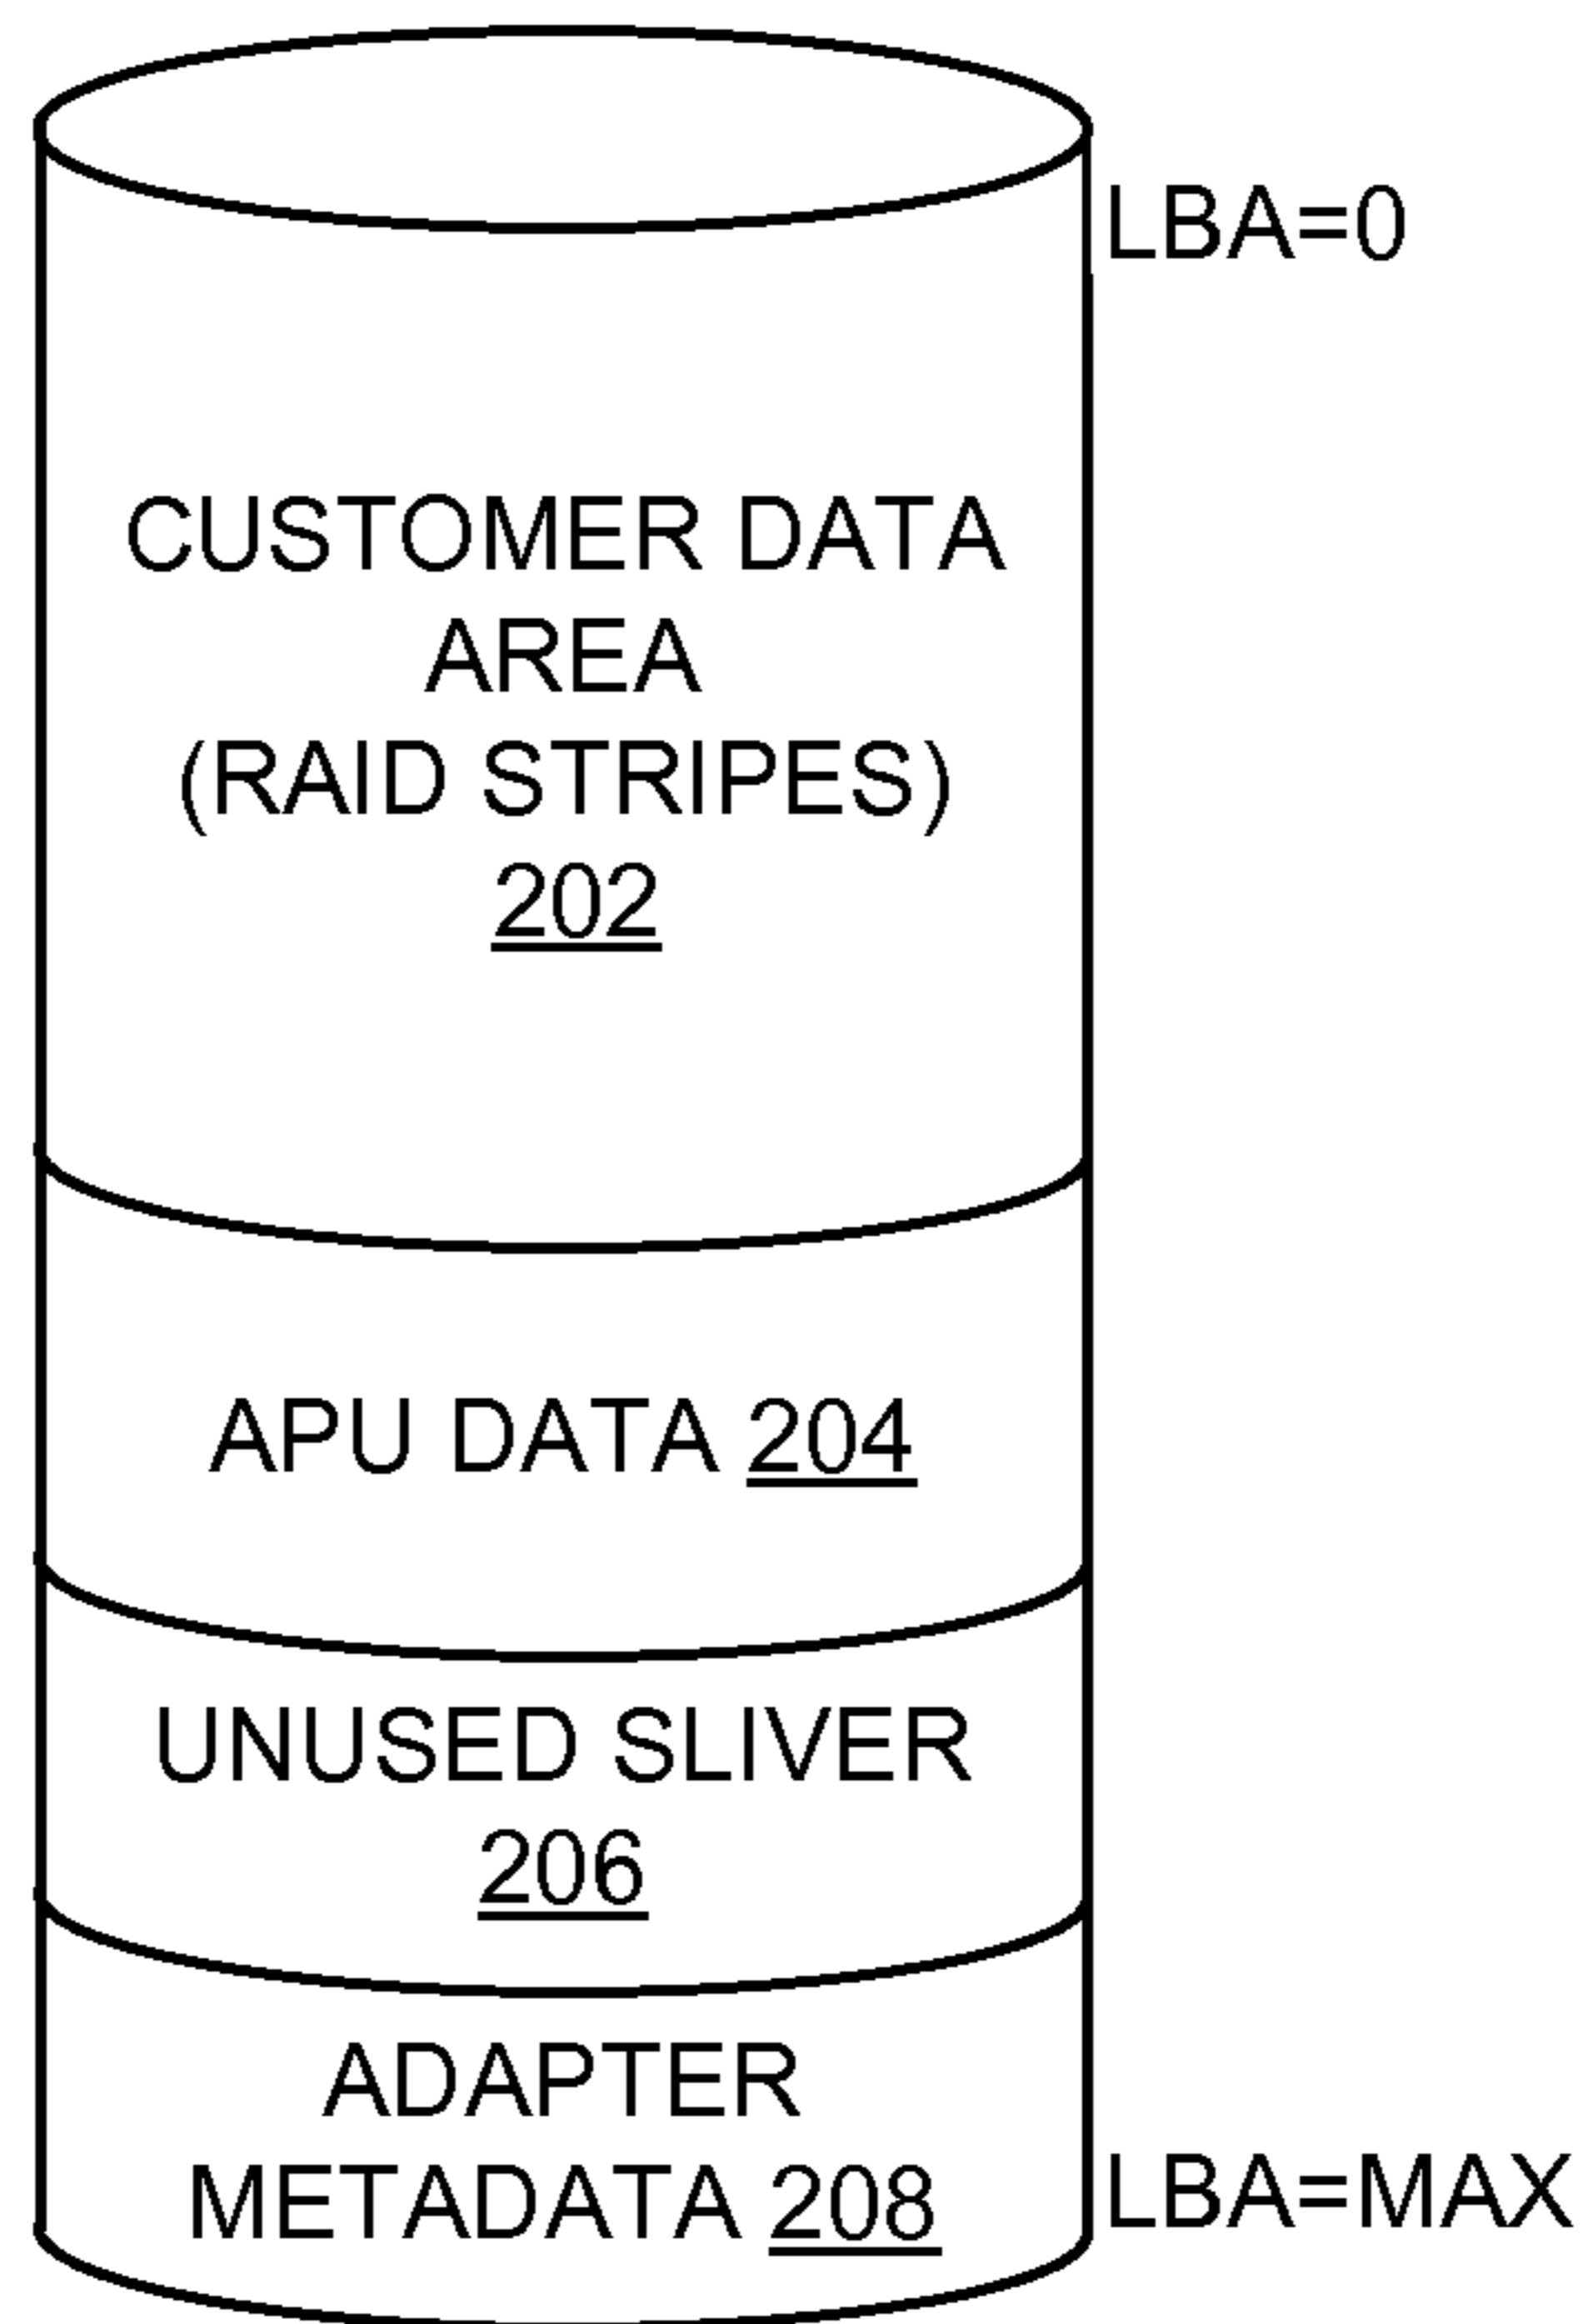 LBA=0
CUSTOMER DATA
AREA
(RAID STRIPES)
202
APU DATA 204
UNUSED SLIVER
206
ADAPTER
METADATA 208
LBA=MAX